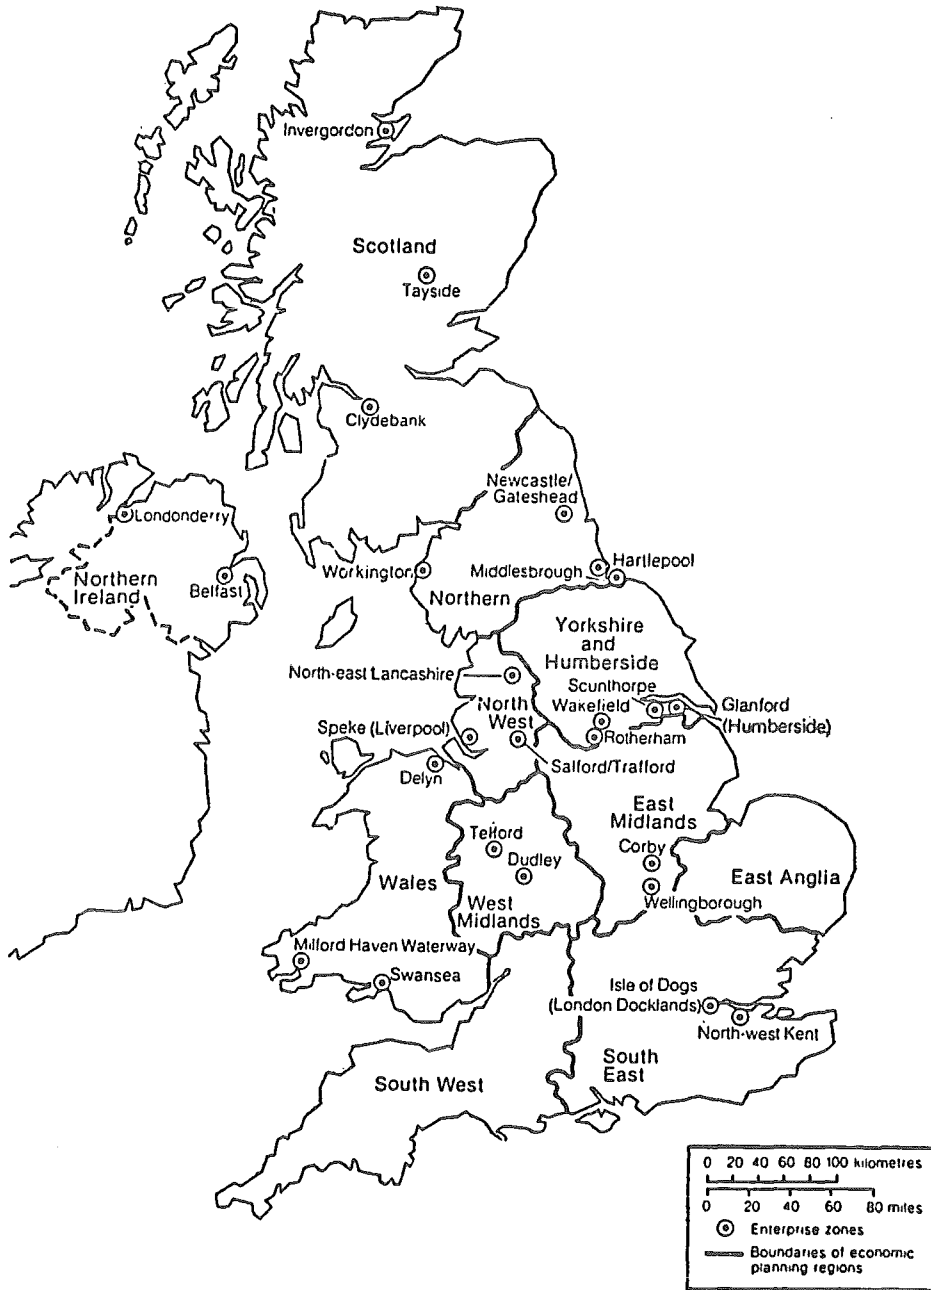 Invergordon
Scotland
Tayside
Clydebank
Newcastle/
Gateshead
Londonderry
Northern
Ireland
Belfast
Workington
Middlesbrough
Hartlepool
Northern
Yorkshire
and
Humberside
North-east Lancashire
Scunthorpe
Wakefield
Glanford
(Humberside)
North
West
Speke (Liverpool)
Rotherham
Salford/Trafford
Delyn
East
Midlands
Telford
Dudley
Corby
Wales
East Anglia
West
Midlands
Wellingborough
Milford Haven Waterway
Swansea
Isle of Dogs
(London Docklands)
North-west Kent
South
East
South West
0 20 40 60 80 100 kilometres
0 20 40 60 80 miles
Enterprise zones
Boundaries of economic
planning regions